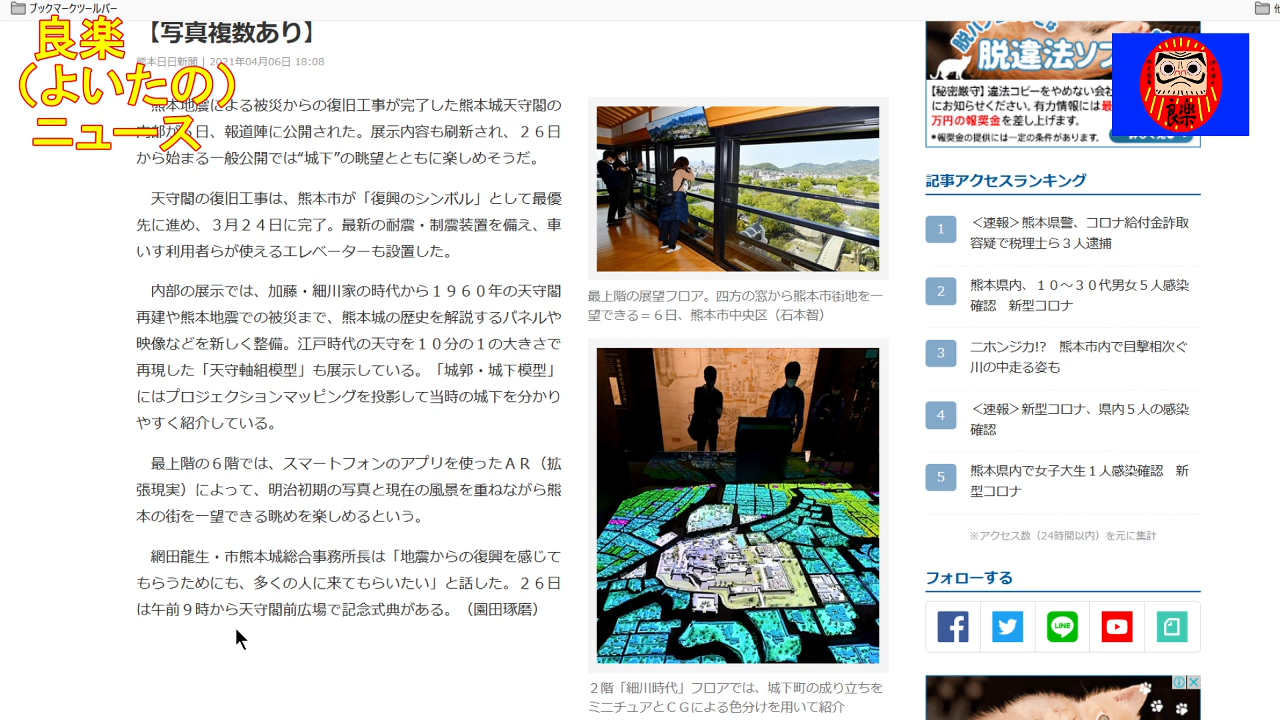 ブックマークツールバー
【写真複数あり】
熊本日日新聞 | 2021年04月06日 18:08
良楽
（よいたの）
ニュース
熊本地震による被災からの復旧工事が完了した熊本城天守閣の
内部が６日、報道陣に公開された。展示内容も刷新され、２６日
から始まる一般公開では“城下”の眺望とともに楽しめそうだ。
天守閣の復旧工事は、熊本市が「復興のシンボル」として最優
先に進め、３月２４日に完了。最新の耐震・制震装置を備え、車
いす利用者らが使えるエレベーターも設置した。
内部の展示では、加藤・細川家の時代から１９６０年の天守閣
再建や熊本地震での被災まで、熊本城の歴史を解説するパネルや
映像などを新しく整備。江戸時代の天守を１０分の１の大きさで
再現した「天守軸組模型」も展示している。「城郭・城下模型」
にはプロジェクションマッピングを投影して当時の城下を分かり
やすく紹介している。
最上階の６階では、スマートフォンのアプリを使ったＡＲ（拡
張現実）によって、明治初期の写真と現在の風景を重ねながら熊
本の街を一望できる眺めを楽しめるという。
網田龍生・市熊本城総合事務所長は「地震からの復興を感じて
もらうためにも、多くの人に来てもらいたい」と話した。２６日
は午前９時から天守閣前広場で記念式典がある。（園田琢磨）
最上階の展望フロア。四方の窓から熊本市街地を一
望できる＝６日、熊本市中央区（石本智）
２階「細川時代」フロアでは、城下町の成り立ちを
ミニチュアとＣＧによる色分けを用いて紹介
脱違法ソフ
【秘密厳守】違法コピーをやめない会社
にお知らせください。有力情報には最
万円の報奨金を差し上げます。
*報奨金の提供には一定の条件があります。
良楽
記事アクセスランキング
1 ＜速報＞熊本県警、コロナ給付金詐取
容疑で税理士ら３人逮捕
2 熊本県内、１０～３０代男女５人感染
確認　新型コロナ
3 二ホンジカ!?　熊本市内で目撃相次ぐ
川の中走る姿も
4 ＜速報＞新型コロナ、県内５人の感染
確認
5 熊本県内で女子大生１人感染確認　新
型コロナ
※アクセス数（24時間以内）を元に集計
フォローする
LINE